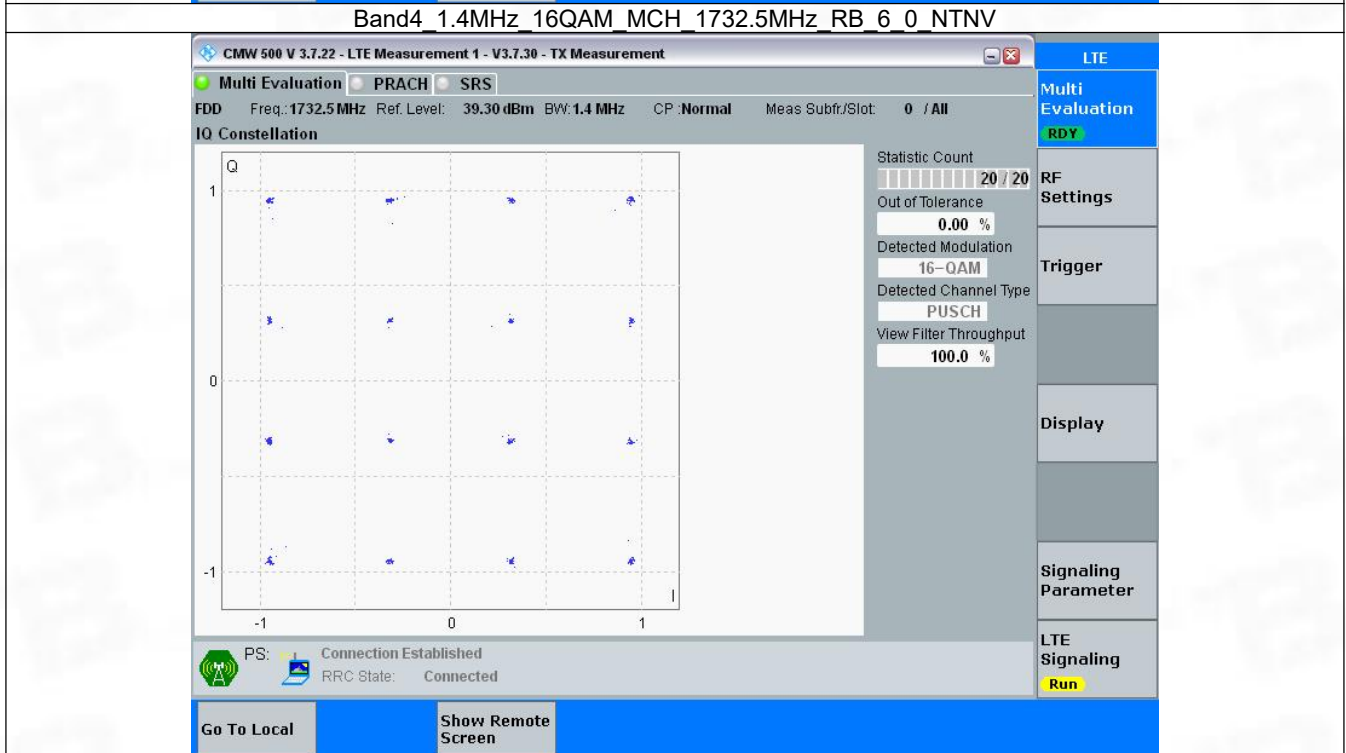 Band4_1.4MHz_16QAM_MCH_1732.5MHz_RB_6_0_NTNV
CMW 500 V 3.7.22 - LTE Measurement 1 - V3.7.30 - TX Measurement
LTE
Multi Evaluation PRACH SRS
Multi
Evaluation
RDY
FDD Freq.: 1732.5 MHz Ref. Level: 39.30 dBm BW: 1.4 MHz CP : Normal Meas Subfr./Slot: 0 / All
IQ Constellation
Q
1
0
-1
-1 0 1
I
Statistic Count
20 / 20
Out of Tolerance
0.00 %
Detected Modulation
16-QAM
Detected Channel Type
PUSCH
View Filter Throughput
100.0 %
RF
Settings
Trigger
Display
Signaling
Parameter
LTE
Signaling
Run
PS: Connection Established
RRC State: Connected
Go To Local
Show Remote
Screen